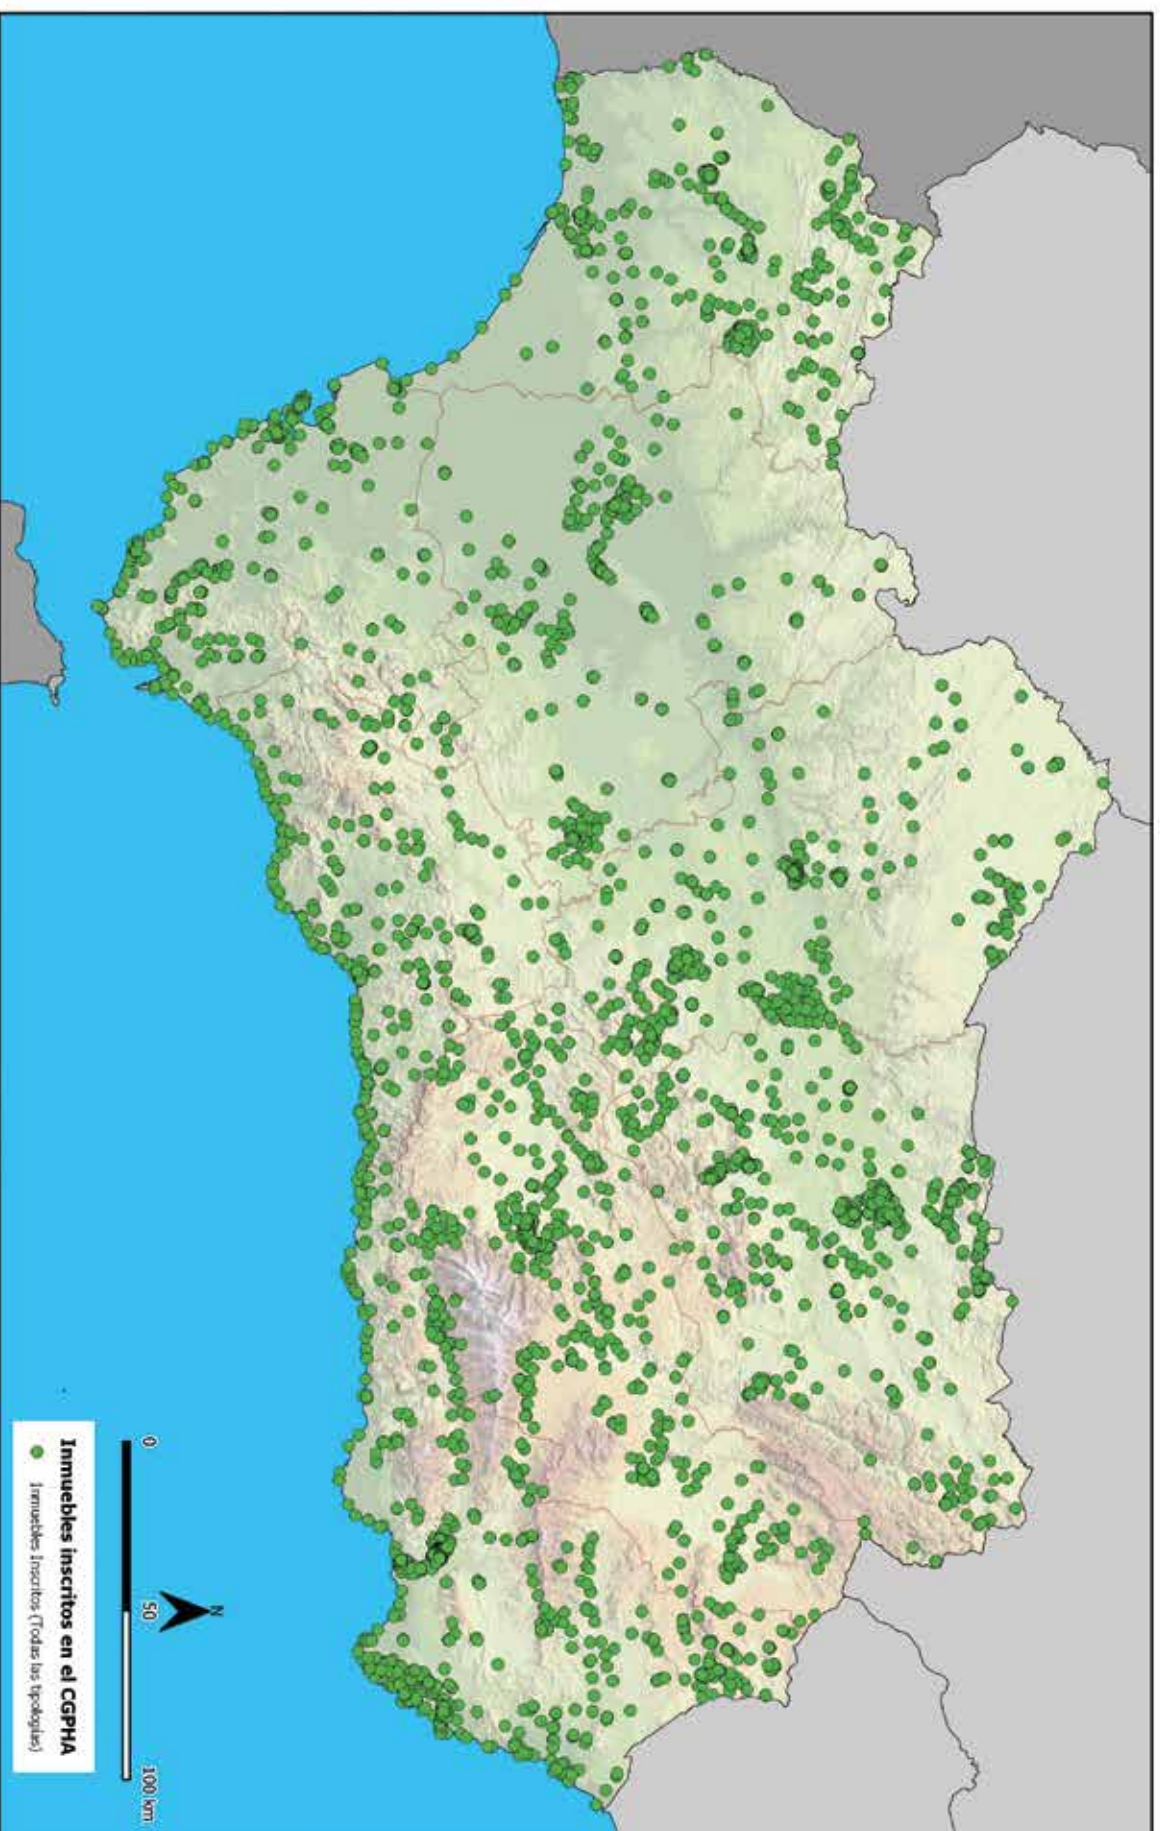 Inmuebles inscritos en el CGPHA
Inmuebles Inscritos (Todas las tipologías)
0 50 100 km
N